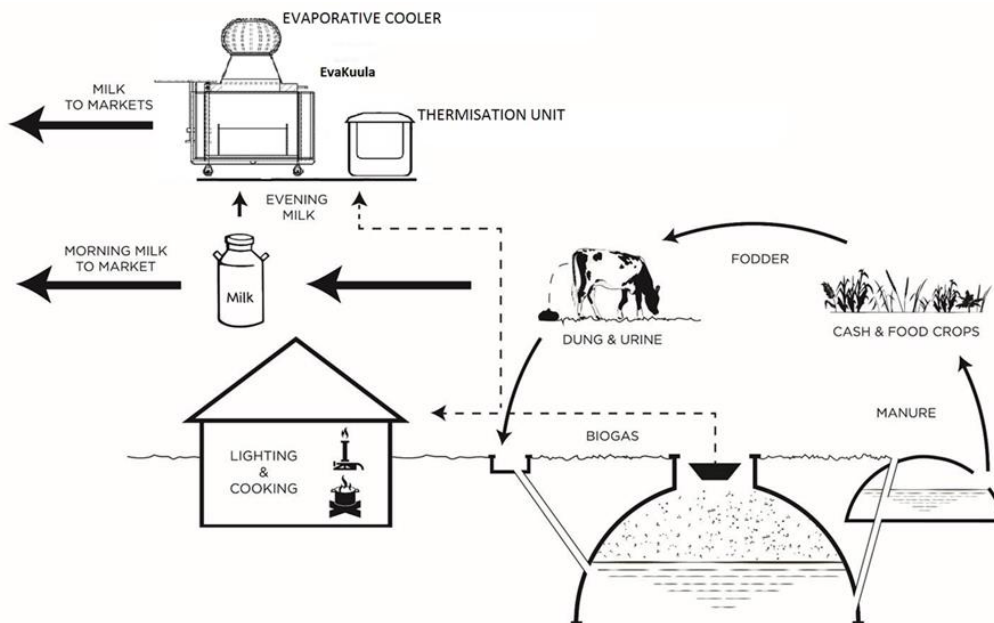 EVAPORATIVE COOLER
EvaKuula
MILK
TO MARKETS
THERMISATION UNIT
EVENING
MILK
MORNING MILK
TO MARKET
Milk
FODDER
DUNG & URINE
CASH & FOOD CROPS
MANURE
BIOGAS
LIGHTING
&
COOKING